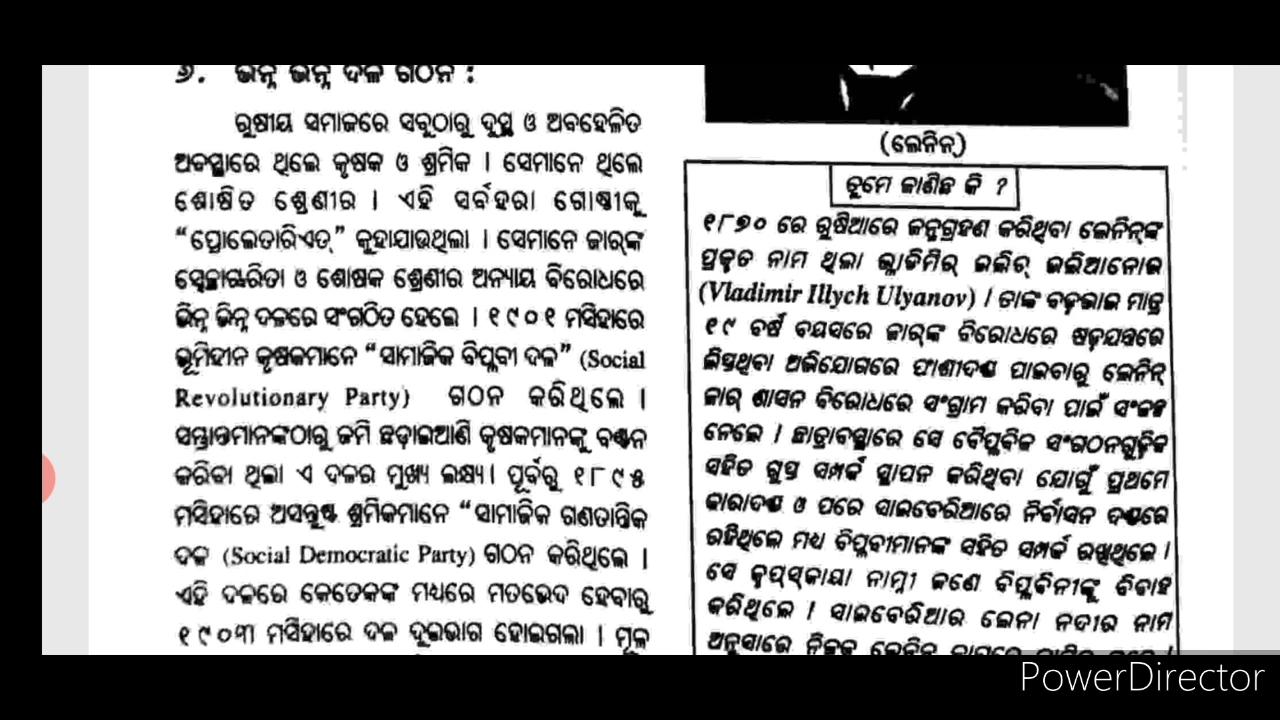 ୬. ଭିନ୍ନ ଭିନ୍ନ ଦଳ ଗଠନ :
ରୁଷୀୟ ସମାଜରେ ସବୁଠାରୁ ଦୁସ୍ଥ ଓ ଅବହେଳିତ
ଅବସ୍ଥାରେ ଥିଲେ କୃଷକ ଓ ଶ୍ରମିକ । ସେମାନେ ଥିଲେ
ଶୋଷିତ ଶ୍ରେଣୀର । ଏହି ସର୍ବହରା ଗୋଷ୍ଠୀକୁ
“ପ୍ରୋଲେତାରିଏତ୍” କୁହାଯାଉଥିଲା । ସେମାନେ ଜାର୍‌ଙ୍କ
ସ୍ୱେଚ୍ଛାଚାରିତା ଓ ଶୋଷକ ଶ୍ରେଣୀର ଅନ୍ୟାୟ ବିରୋଧରେ
ଭିନ୍ନ ଭିନ୍ନ ଦଳରେ ସଂଗଠିତ ହେଲେ । ୧୯୦୧ ମସିହାରେ
ଭୂମିହୀନ କୃଷକମାନେ “ସାମାଜିକ ବିପ୍ଳବୀ ଦଳ” (Social
Revolutionary Party) ଗଠନ କରିଥିଲେ ।
ସମ୍ଭ୍ରାନ୍ତମାନଙ୍କଠାରୁ ଜମି ଛଡ଼ାଇଆଣି କୃଷକମାନଙ୍କୁ ବଣ୍ଟନ
କରିବା ଥିଲା ଏ ଦଳର ମୁଖ୍ୟ ଲକ୍ଷ୍ୟ। ପୂର୍ବରୁ ୧୮୯୫
ମସିହାରେ ଅସନ୍ତୁଷ୍ଟ ଶ୍ରମିକମାନେ “ସାମାଜିକ ଗଣତାନ୍ତ୍ରିକ
ଦଳ (Social Democratic Party) ଗଠନ କରିଥିଲେ ।
ଏହି ଦଳରେ କେତେକଙ୍କ ମଧ୍ୟରେ ମତଭେଦ ହେବାରୁ
୧୯୦୩ ମସିହାରେ ଦଳ ଦୁଇଭାଗ ହୋଇଗଲା । ମୂଳ
(ଲେନିନ୍)
ତୁମେ ଜାଣିଛ କି ?
୧୮୭୦ ରେ ରୁଷିଆରେ ଜନ୍ମଗ୍ରହଣ କରିଥିବା ଲେନିନ୍‌ଙ୍କ
ପ୍ରକୃତ ନାମ ଥିଲା ଭ୍ଲାଡିମିର୍ ଇଲିଚ୍ ଉଲିଆନୋଭ
(Vladimir Illych Ulyanov) । ତାଙ୍କ ବଡ଼ଭାଇ ମାତ୍ର
୧୯ ବର୍ଷ ବୟସରେ ଜାର୍‌ଙ୍କ ବିରୋଧରେ ଷଡ଼ଯନ୍ତ୍ରରେ
ଲିପ୍ତଥିବା ଅଭିଯୋଗରେ ଫାଶୀଦଣ୍ଡ ପାଇବାରୁ ଲେନିନ୍
ଜାର୍ ଶାସନ ବିରୋଧରେ ସଂଗ୍ରାମ କରିବା ପାଇଁ ସଂକଳ୍ପ
ନେଲେ । ଛାତ୍ରାବସ୍ଥାରେ ସେ ବୈପ୍ଳବିକ ସଂଗଠନଗୁଡ଼ିକ
ସହିତ ଗୁପ୍ତ ସମ୍ପର୍କ ସ୍ଥାପନ କରିଥିବା ଯୋଗୁଁ ପ୍ରଥମେ
କାରାଦଣ୍ଡ ଓ ପରେ ସାଇବେରିଆରେ ନିର୍ବାସନ ଦଣ୍ଡରେ
ରହିଥିଲେ ମଧ୍ୟ ବିପ୍ଳବୀମାନଙ୍କ ସହିତ ସମ୍ପର୍କ ରଖିଥିଲେ ।
ସେ କୃପ୍‌ସ୍‌କାୟା ନାମ୍ନୀ ଜଣେ ବିପ୍ଳବିନୀଙ୍କୁ ବିବାହ
କରିଥିଲେ । ସାଇବେରିଆର ଲେନା ନଦୀର ନାମ
ଅନୁସାରେ ନିଜକୁ ଲେନିନ୍
PowerDirector